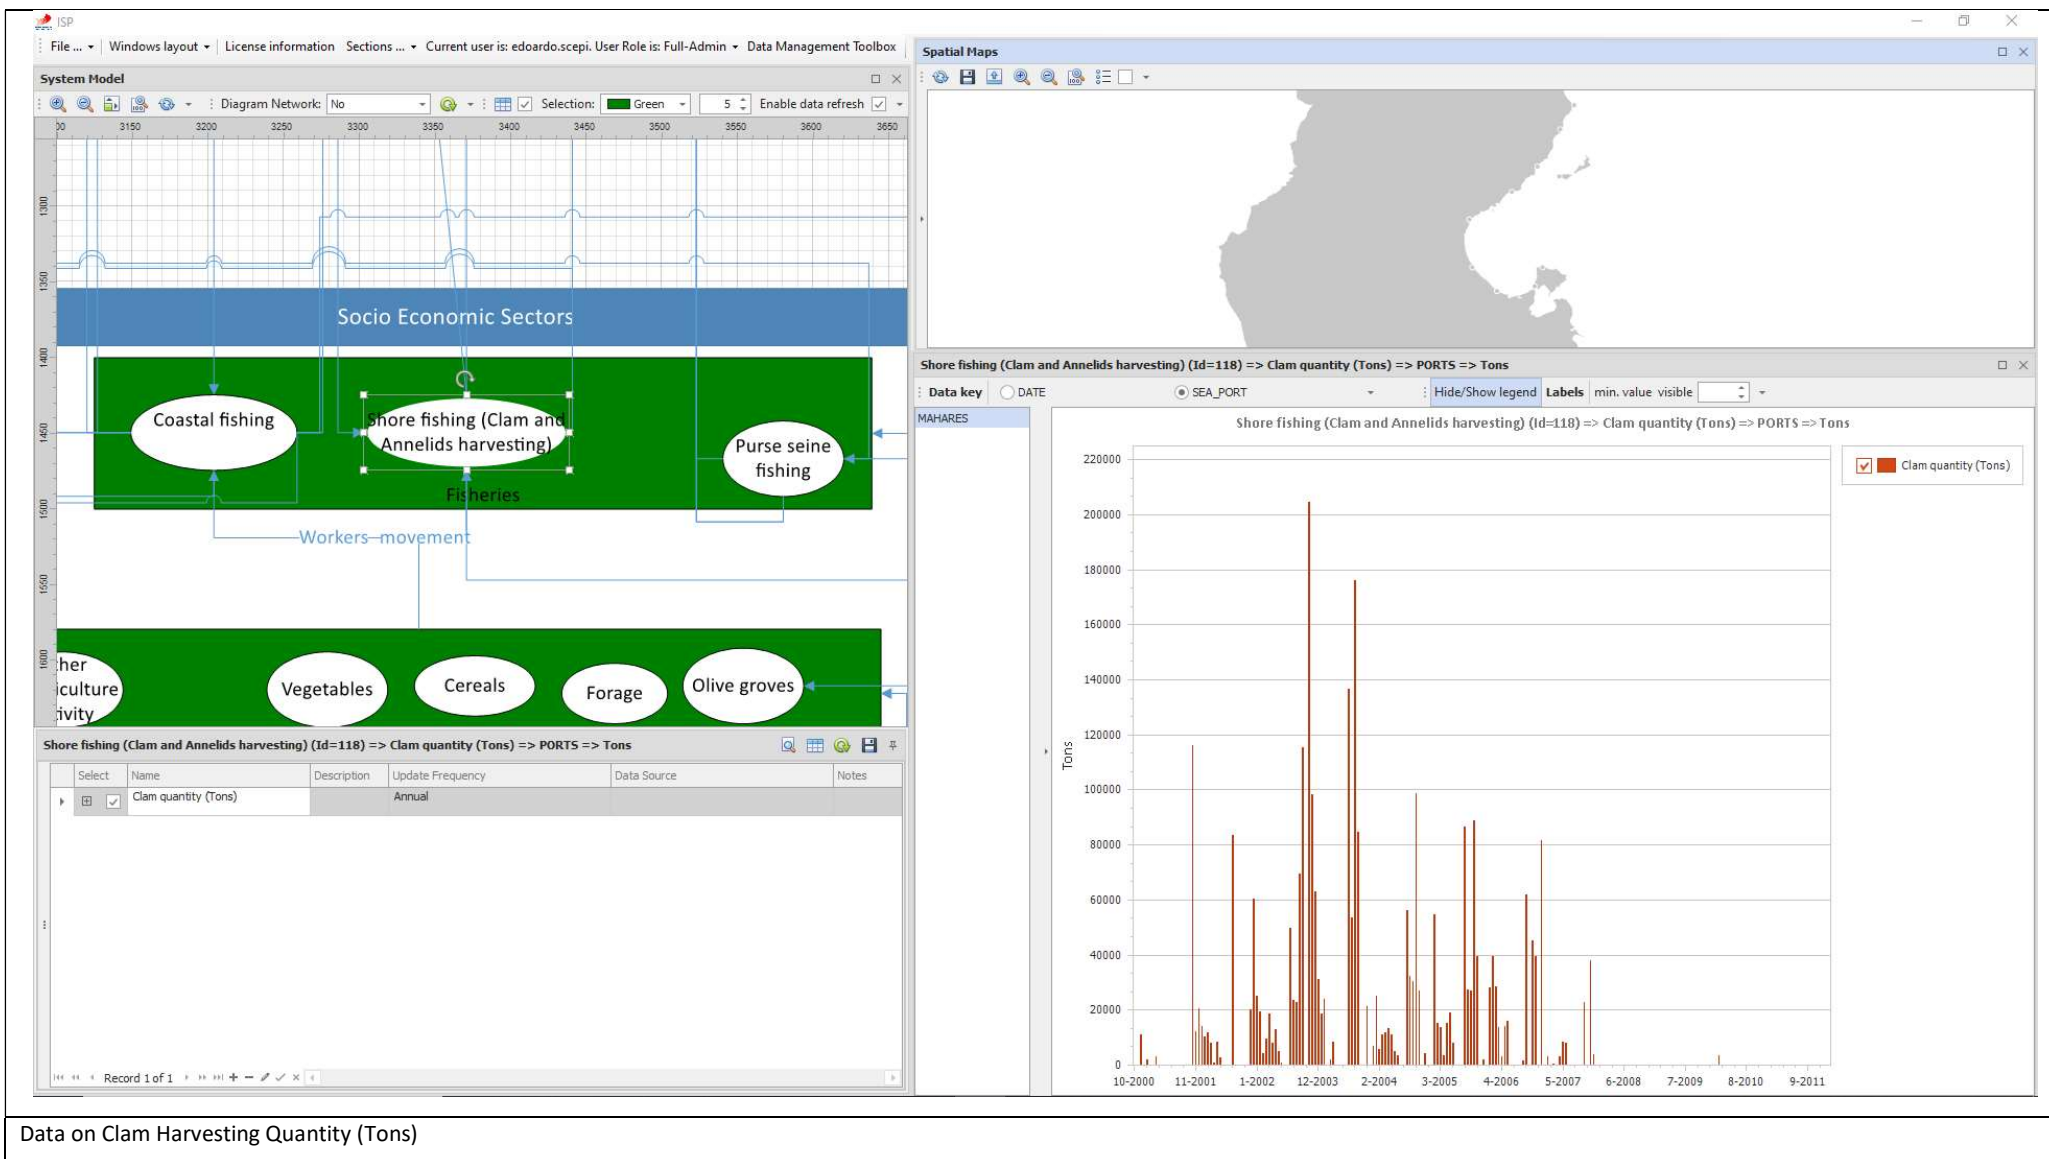 ISP
File ... Windows layout License information Sections ... Current user is: edoardo.scepi. User Role is: Full-Admin Data Management Toolbox
System Model
Diagram Network: No Selection: Green 5 Enable data refresh
3150 3200 3250 3300 3350 3400 3450 3500 3550 3600 3650
1300
1350
1400
1450
1500
1550
1600
Socio Economic Sectors
Coastal fishing
Shore fishing (Clam and
Annelids harvesting)
Purse seine
fishing
Fisheries
Workers movement
her
iculture
ivity
Vegetables
Cereals
Forage
Olive groves
Shore fishing (Clam and Annelids harvesting) (Id=118) => Clam quantity (Tons) => PORTS => Tons
Select Name Description Update Frequency Data Source Notes
Clam quantity (Tons) Annual
Record 1 of 1
Spatial Maps
Shore fishing (Clam and Annelids harvesting) (Id=118) => Clam quantity (Tons) => PORTS => Tons
Data key DATE SEA_PORT Hide/Show legend Labels min. value visible
MAHARES
Shore fishing (Clam and Annelids harvesting) (Id=118) => Clam quantity (Tons) => PORTS => Tons
Clam quantity (Tons)
Tons
220000
200000
180000
160000
140000
120000
100000
80000
60000
40000
20000
0
10-2000 11-2001 1-2002 12-2003 2-2004 3-2005 4-2006 5-2007 6-2008 7-2009 8-2010 9-2011
Data on Clam Harvesting Quantity (Tons)